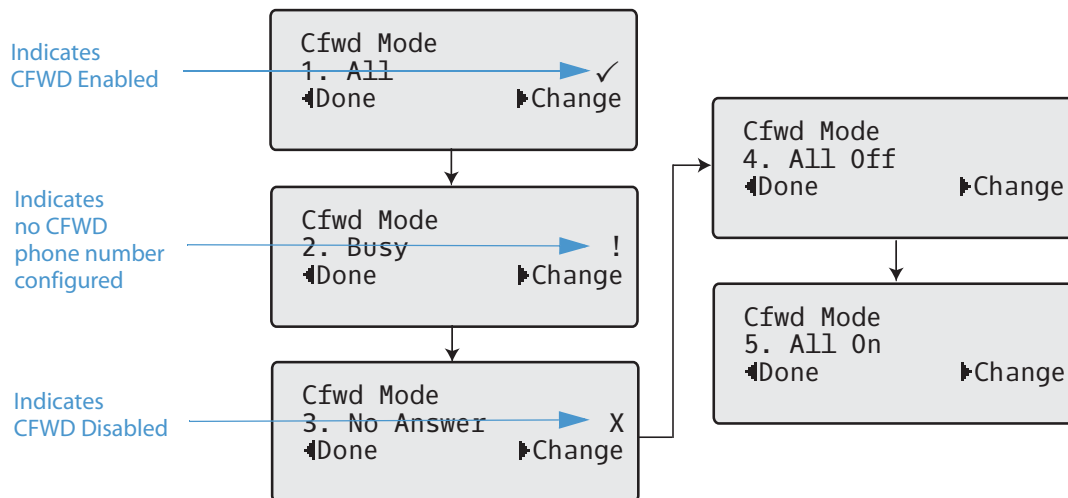 Indicates
CFWD Enabled
Cfwd Mode
1. All ✓
◀Done ▶Change
Indicates
no CFWD
phone number
configured
Cfwd Mode
2. Busy !
◀Done ▶Change
Indicates
CFWD Disabled
Cfwd Mode
3. No Answer X
◀Done ▶Change
Cfwd Mode
4. All Off
◀Done ▶Change
Cfwd Mode
5. All On
◀Done ▶Change